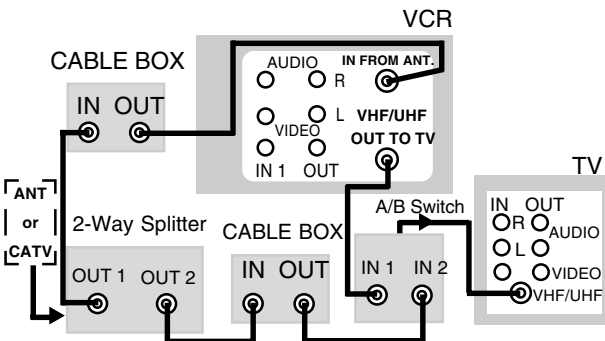 VCR
CABLE BOX
IN OUT
AUDIO
R
IN FROM ANT.
L
VHF/UHF
VIDEO
OUT TO TV
IN 1 OUT
TV
ANT
or
CATV
2-Way Splitter
OUT 1 OUT 2
CABLE BOX
IN OUT
A/B Switch
IN 1 IN 2
IN OUT
R
AUDIO
L
VIDEO
VHF/UHF